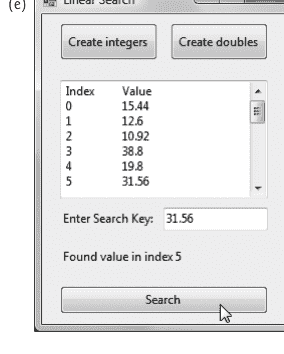 (e)
Linear Search
Create integers Create doubles
Index Value
0 15.44
1 12.6
2 10.92
3 38.8
4 19.8
5 31.56
Enter Search Key: 31.56
Found value in index 5
Search